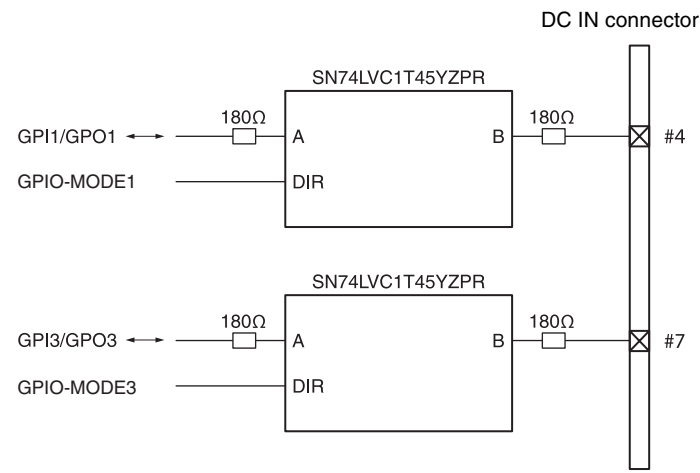 DC IN connector
SN74LVC1T45YZPR
180Ω 180Ω
GPI1/GPO1 A B #4
GPIO-MODE1 DIR
SN74LVC1T45YZPR
180Ω 180Ω
GPI3/GPO3 A B #7
GPIO-MODE3 DIR